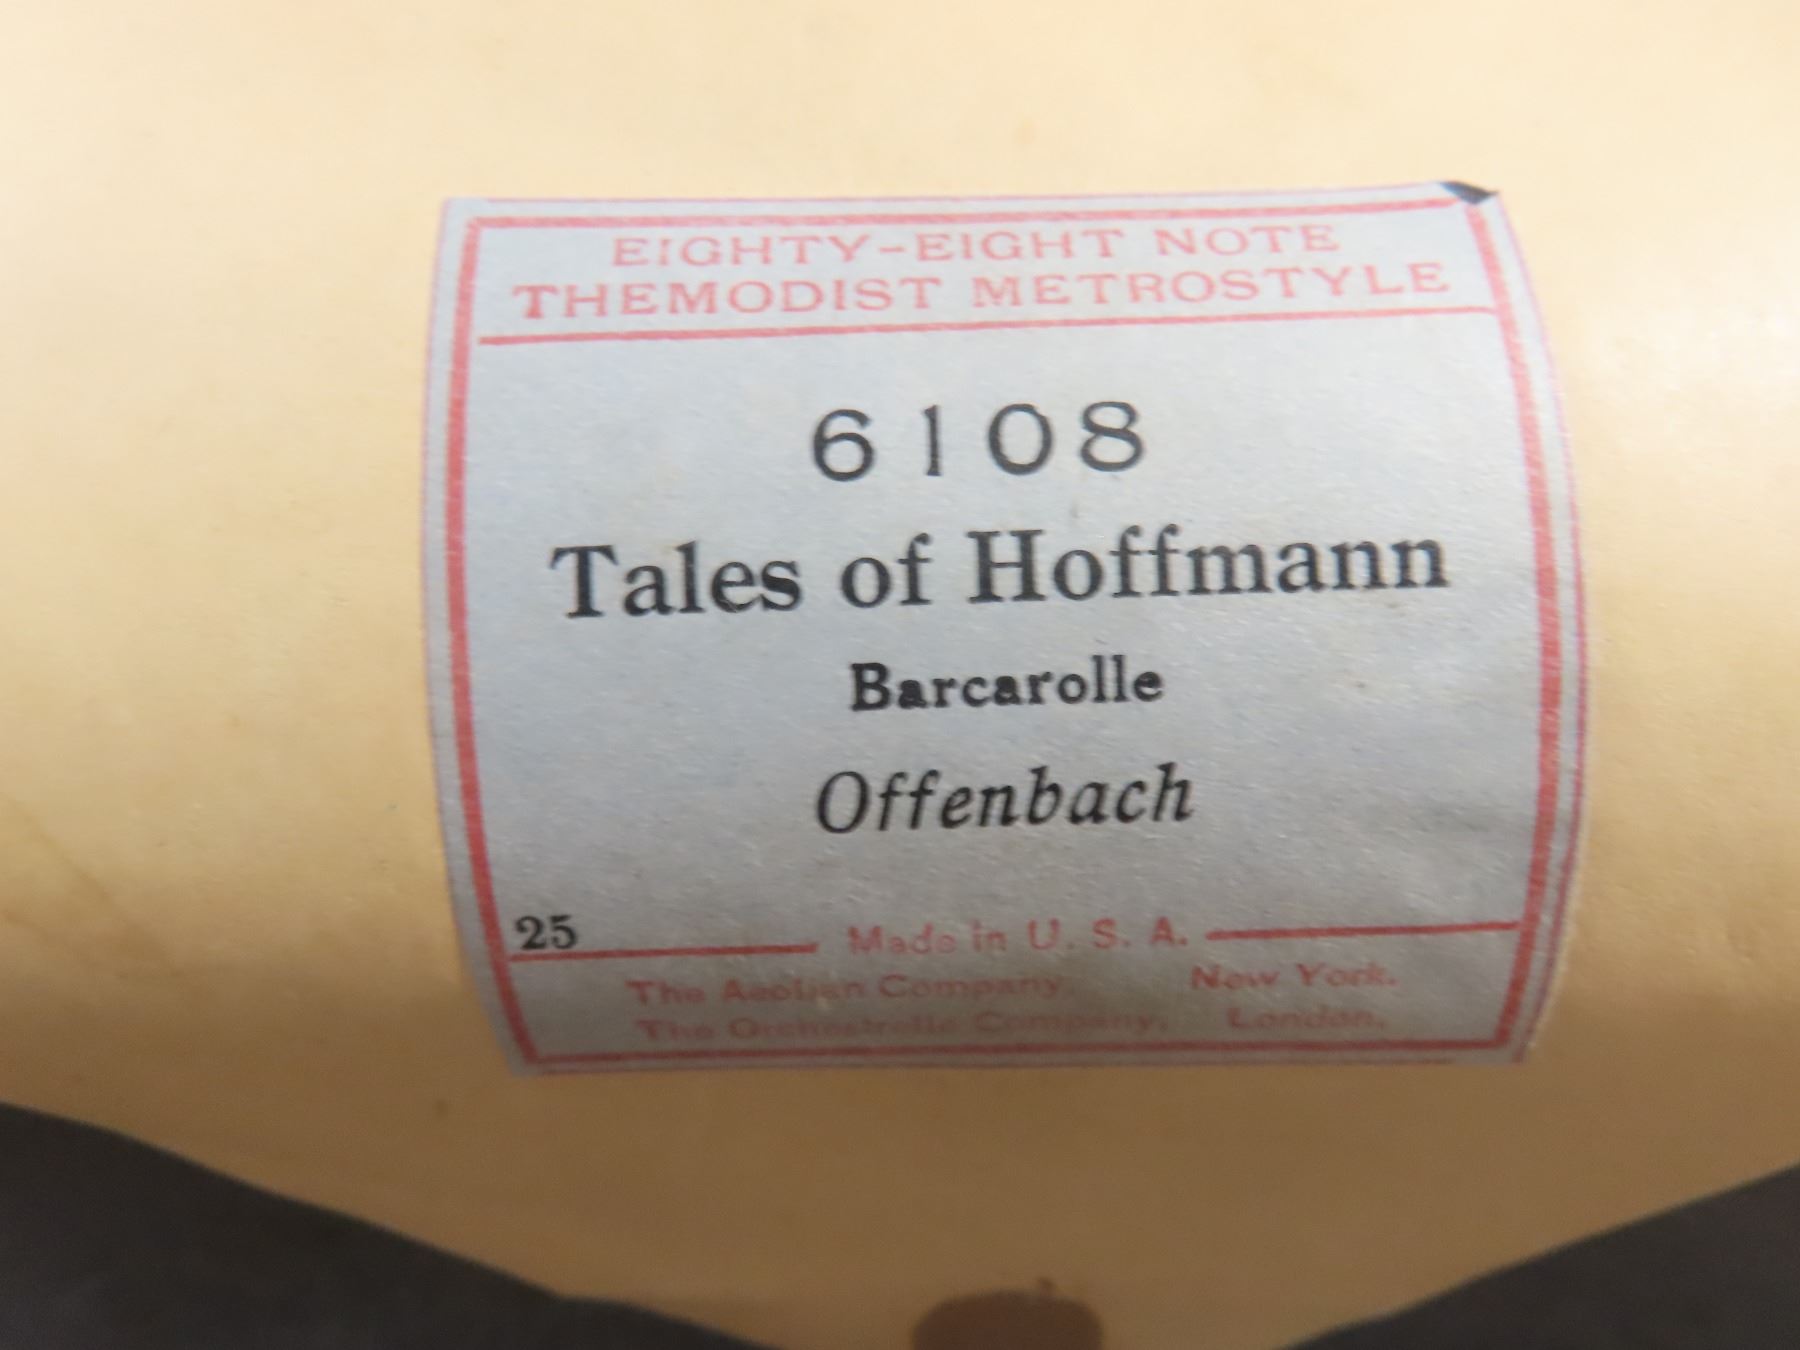 EIGHTY-EIGHT NOTE
THEMODIST METROSTYLE
6108
Tales of Hoffmann
Barcarolle
Offenbach
25 Made in U. S. A.
The Aeolian Company, New York.
The Orchestrelle Company, London,